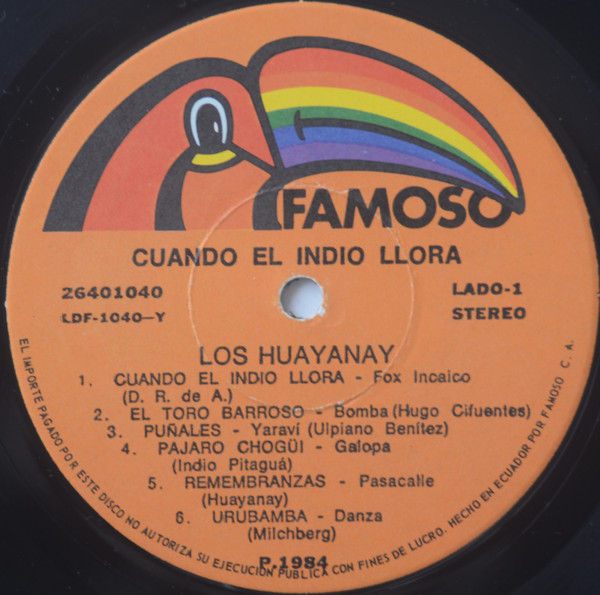 FAMOSO
CUANDO EL INDIO LLORA
26401040
LDF-1040-Y
LADO-1
STEREO
LOS HUAYANAY
1. CUANDO EL INDIO LLORA - Fox Incaico
(D. R. de A.)
2. EL TORO BARROSO - Bomba (Hugo Cifuentes)
3. PUÑALES - Yaraví (Ulpiano Benítez)
4. PAJARO CHOGÜI - Galopa
(Indio Pitaguá)
5. REMEMBRANZAS - Pasacalle
(Huayanay)
6. URUBAMBA - Danza
(Milchberg)
P.1984
EL IMPORTE PAGADO POR ESTE DISCO NO AUTORIZA SU EJECUCION PUBLICA CON FINES DE LUCRO. HECHO EN ECUADOR POR FAMOSO C. A.